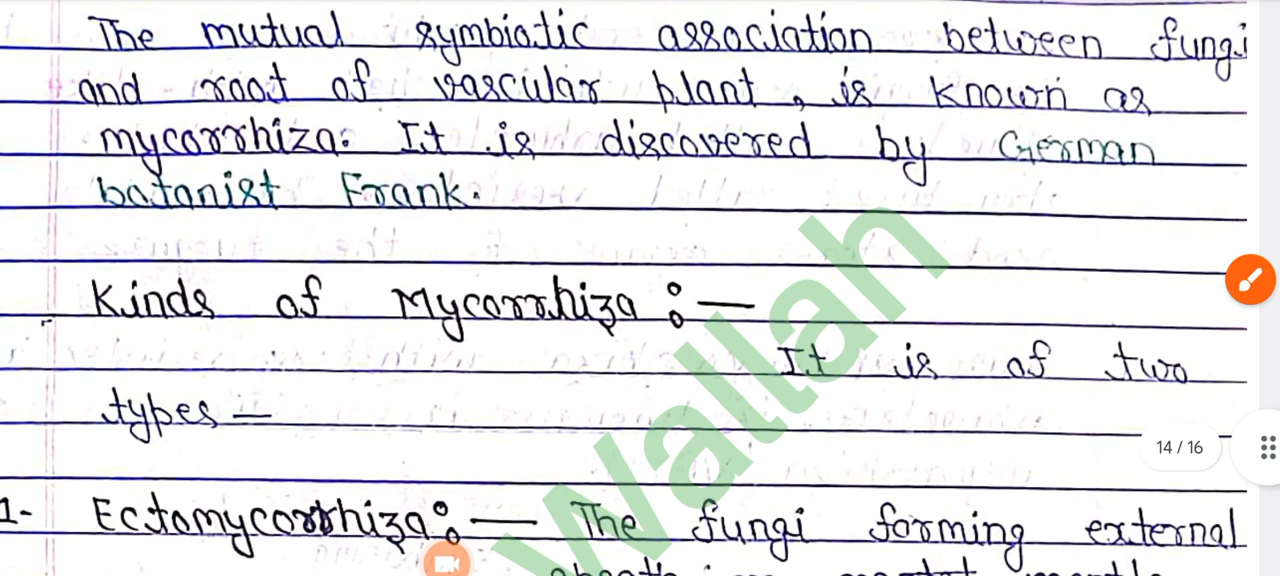 The mutual symbiotic association between fungi
and root of vascular plant, is known as
mycorrhiza. It is discovered by German
botanist Frank.
Kinds of Mycorrhiza :—
It is of two
types —
14 / 16
1- Ectomycorrhiza :— The fungi forming external
Wallah